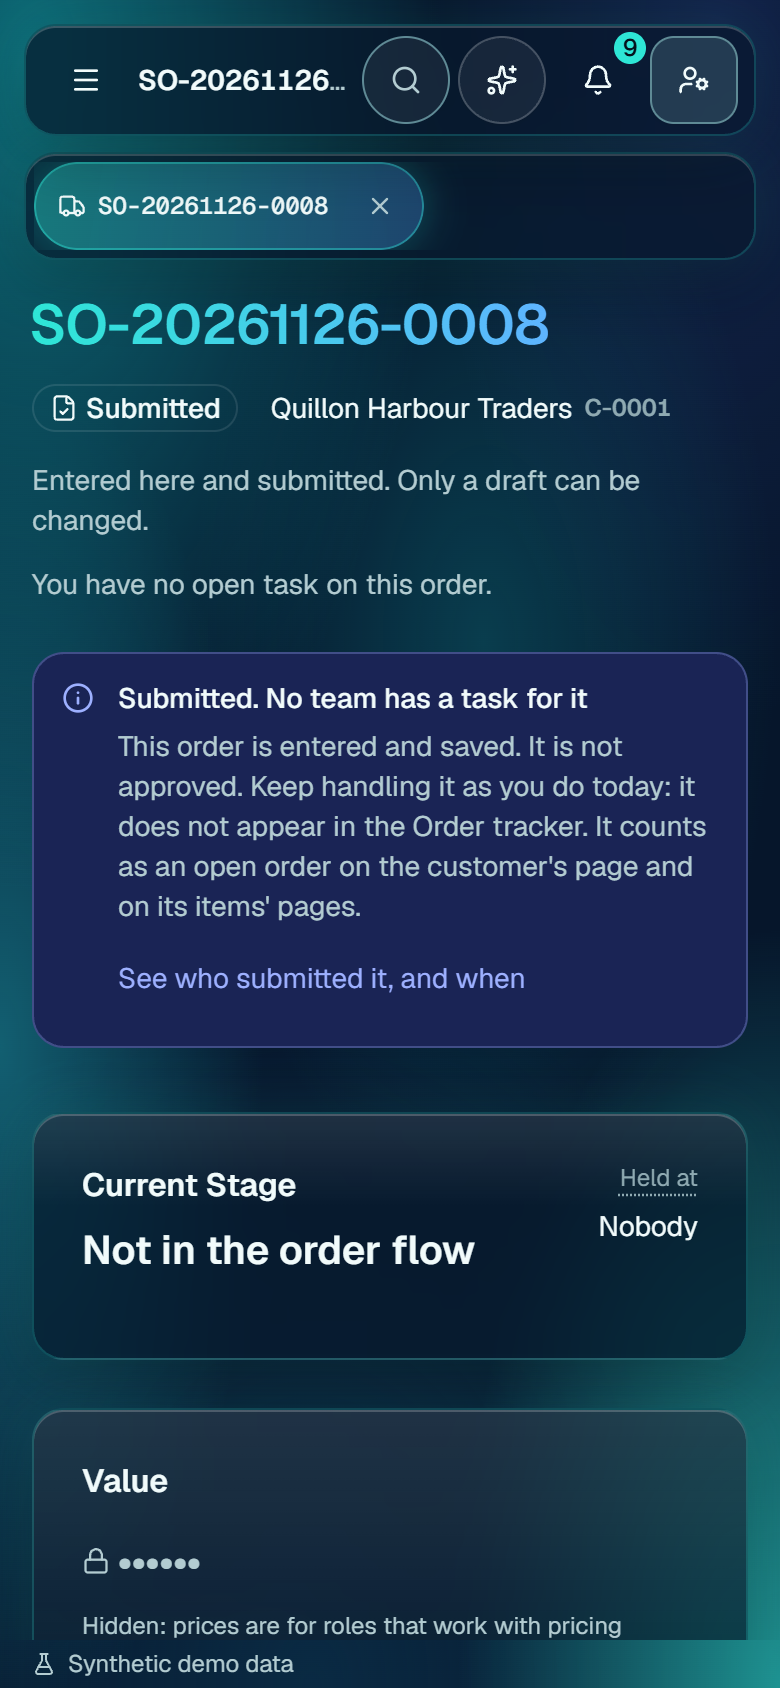 SO-20261126...
9
SO-20261126-0008
SO-20261126-0008
Submitted
Quillon Harbour Traders C-0001
Entered here and submitted. Only a draft can be
changed.
You have no open task on this order.
Submitted. No team has a task for it
This order is entered and saved. It is not
approved. Keep handling it as you do today: it
does not appear in the Order tracker. It counts
as an open order on the customer's page and
on its items' pages.
See who submitted it, and when
Current Stage
Held at
Not in the order flow
Nobody
Value
••••••
Hidden: prices are for roles that work with pricing
Synthetic demo data